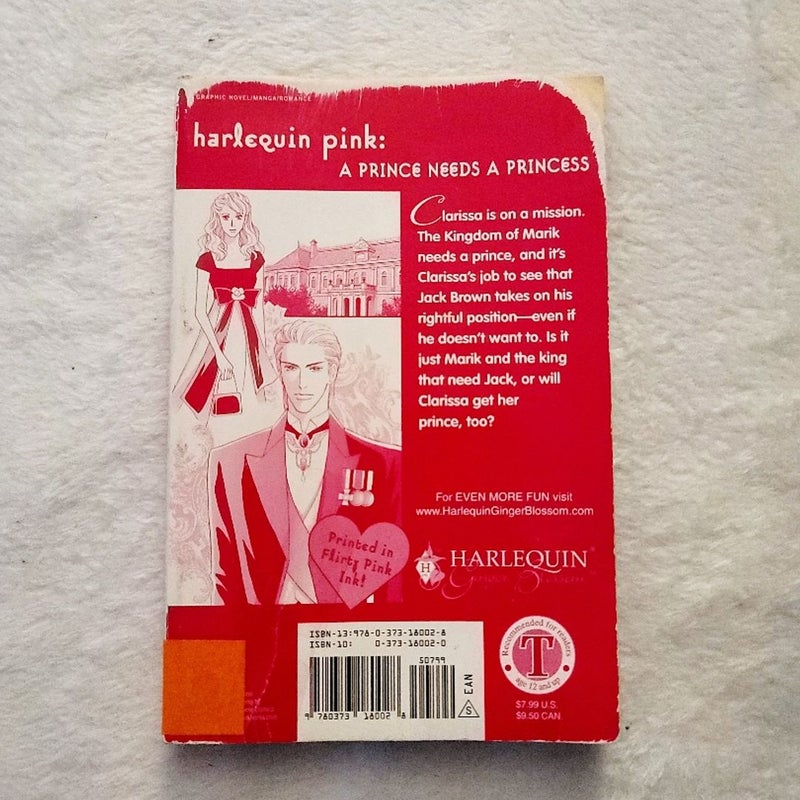 GRAPHIC NOVEL/MANGA/ROMANCE
harlequin pink:
A PRINCE NEEDS A PRINCESS
Clarissa is on a mission.
The Kingdom of Marik
needs a prince, and it's
Clarissa's job to see that
Jack Brown takes on his
rightful position—even if
he doesn't want to. Is it
just Marik and the king
that need Jack, or will
Clarissa get her
prince, too?
For EVEN MORE FUN visit
www.HarlequinGingerBlossom.com
Printed in
Flirty Pink
Ink!
H
HARLEQUIN®
Ginger Blossom
ISBN-13:978-0-373-18002-8
ISBN-10: 0-373-18002-0
50799
9 780373 18002 8
S
EAN
Recommended for readers
T
age 12 and up
$7.99 U.S.
$9.50 CAN.